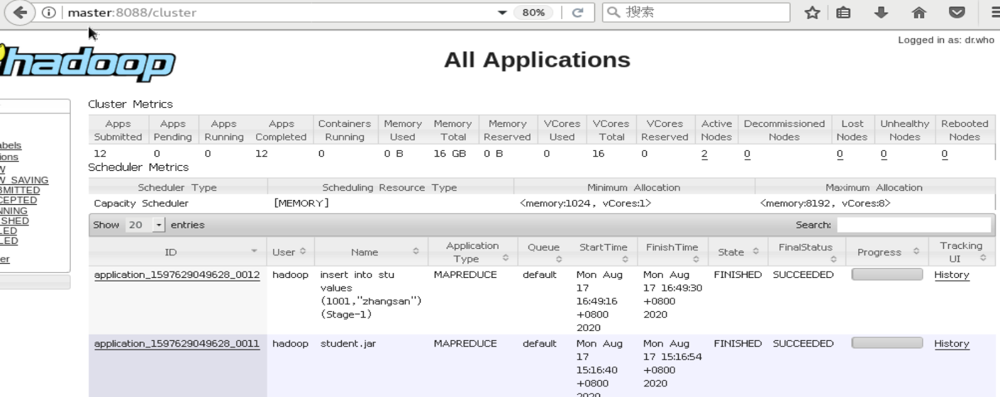 master:8088/cluster 80% 搜索
Logged in as: dr.who
hadoop
All Applications
Cluster Metrics
Apps Submitted Apps Pending Apps Running Apps Completed Containers Running Memory Used Memory Total Memory Reserved VCores Used VCores Total VCores Reserved Active Nodes Decommissioned Nodes Lost Nodes Unhealthy Nodes Rebooted Nodes
12 0 0 12 0 0 B 16 GB 0 B 0 16 0 2 0 0 0 0
Scheduler Metrics
Scheduler Type Scheduling Resource Type Minimum Allocation Maximum Allocation
Capacity Scheduler [MEMORY] <memory:1024, vCores:1> <memory:8192, vCores:8>
Show 20 entries Search:
ID User Name Application Type Queue StartTime FinishTime State FinalStatus Progress Tracking UI
application_1597629049628_0012 hadoop insert into stu values (1001,"zhangsan") (Stage-1) MAPREDUCE default Mon Aug 17 16:49:16 +0800 2020 Mon Aug 17 16:49:30 +0800 2020 FINISHED SUCCEEDED History
application_1597629049628_0011 hadoop student.jar MAPREDUCE default Mon Aug 17 15:16:40 +0800 2020 Mon Aug 17 15:16:54 +0800 2020 FINISHED SUCCEEDED History
abels
ions
W
W_SAVING
BMITTED
CEPTED
NNING
SHED
LED
LED
er